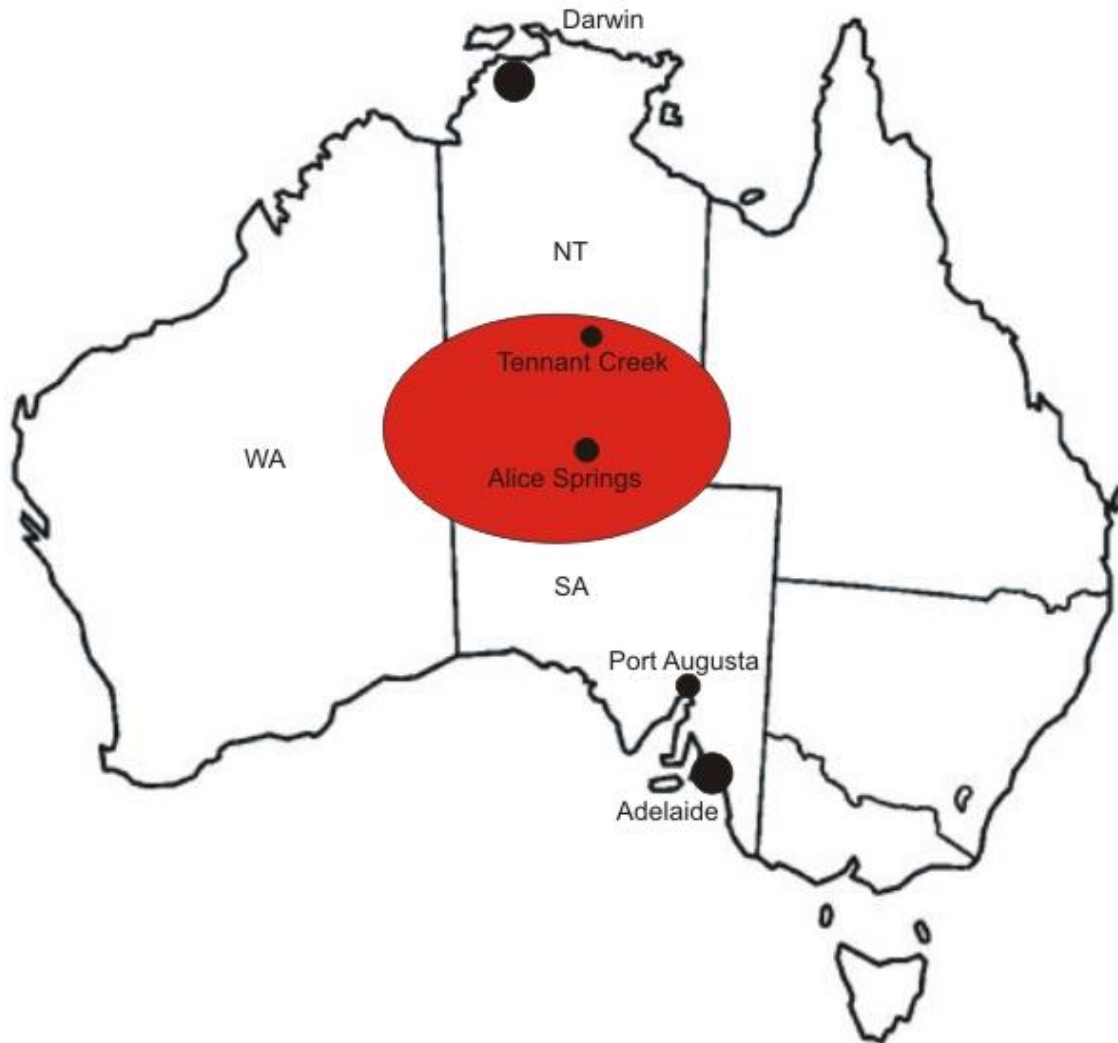 Darwin
NT
Tennant Creek
WA
Alice Springs
SA
Port Augusta
Adelaide